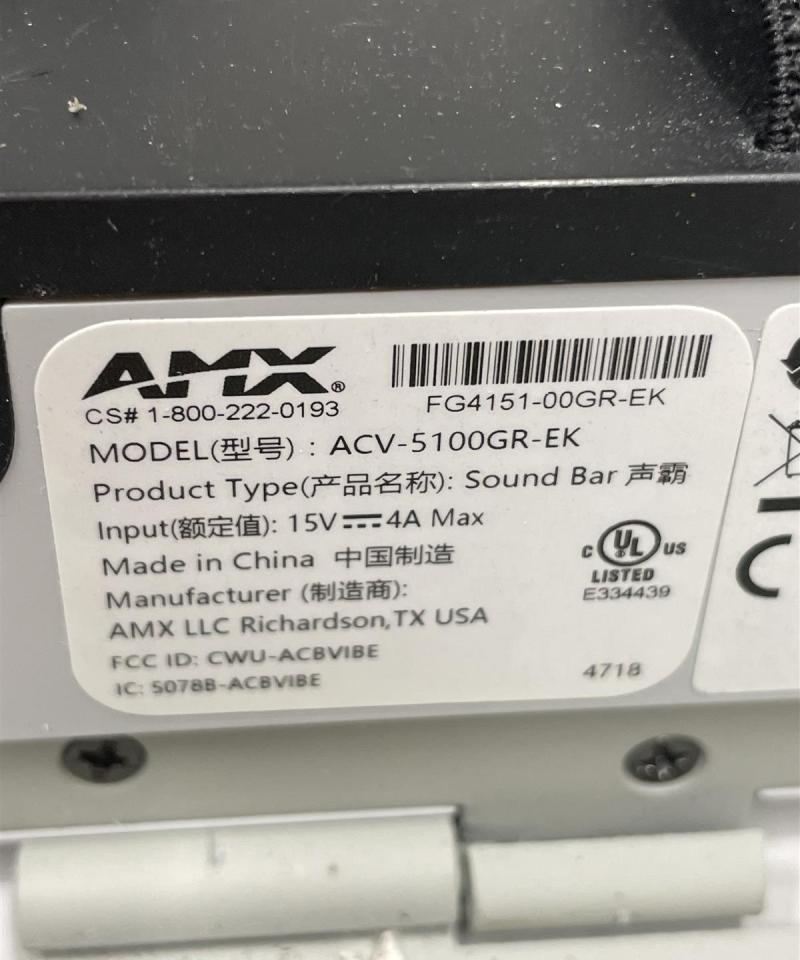 AMX®
CS# 1-800-222-0193
FG4151-00GR-EK
MODEL(型号) : ACV-5100GR-EK
Product Type(产品名称): Sound Bar 声霸
Input(额定值): 15V⎓4A Max
Made in China 中国制造
Manufacturer (制造商):
AMX LLC Richardson,TX USA
FCC ID: CWU-ACBVIBE
IC: 5078B-ACBVIBE
C UL US
LISTED
E334439
4718